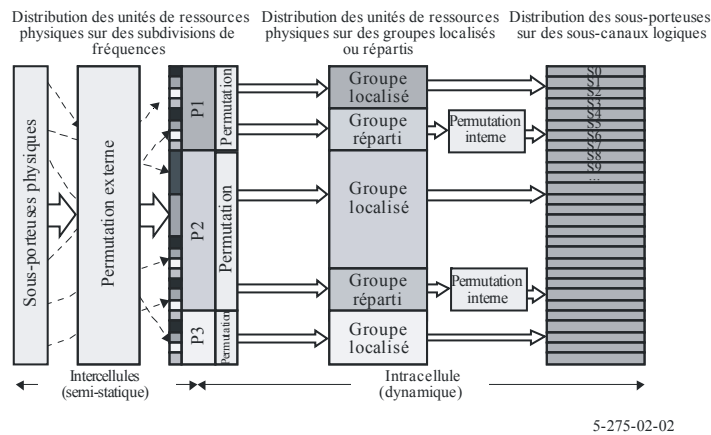 Distribution des unités de ressources
physiques sur des subdivisions de
fréquences
Distribution des unités de ressources
physiques sur des groupes localisés
ou répartis
Distribution des sous-porteuses
sur des sous-canaux logiques
Sous-porteuses physiques
Permutation externe
P1
Permutation
P2
Permutation
P3
Permutation
Groupe
localisé
Groupe
réparti
Permutation
interne
Groupe
localisé
Groupe
réparti
Permutation
interne
Groupe
localisé
S0
S1
S2
S3
S4
S5
S6
S7
S8
S9
...
Intercellules
(semi-statique)
Intracellule
(dynamique)
5-275-02-02